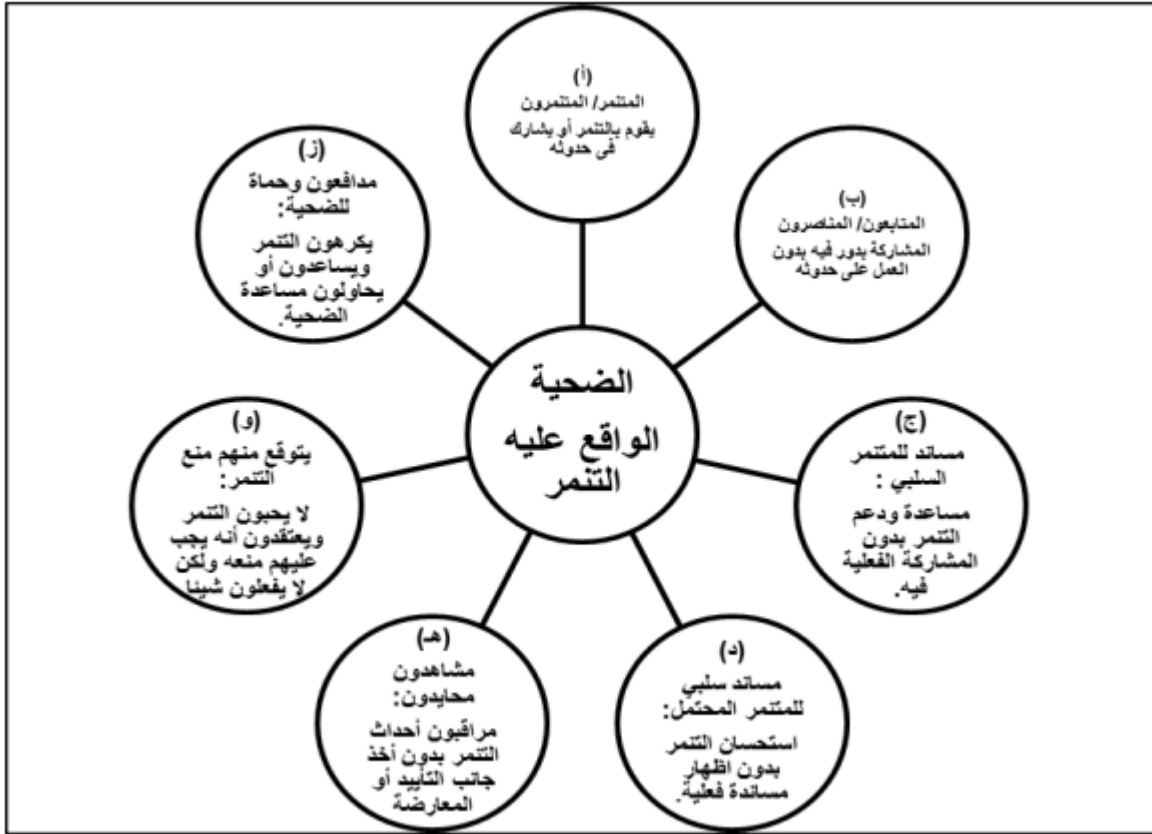 (أ)
المتنمر/ المتنمرون
يقوم بالتنمر أو يشارك
فى حدوثه
(ب)
المتابعون/ المناصرون
المشاركة بدور فيه بدون
العمل على حدوثه
(ج)
مساند للمتنمر
السلبي :
مساعدة ودعم
التنمر بدون
المشاركة الفعلية
فيه.
(د)
مساند سلبي
للمتنمر المحتمل:
استحسان التنمر
بدون اظهار
مساندة فعلية.
(هـ)
مشاهدون
محايدون:
مراقبون أحداث
التنمر بدون أخذ
جانب التأييد أو
المعارضة
(و)
يتوقع منهم منع
التنمر:
لا يحبون التنمر
ويعتقدون أنه يجب
عليهم منعه ولكن
لا يفعلون شيئا
(ز)
مدافعون وحماة
للضحية:
يكرهون التنمر
ويساعدون أو
يحاولون مساعدة
الضحية.
الضحية
الواقع عليه
التنمر